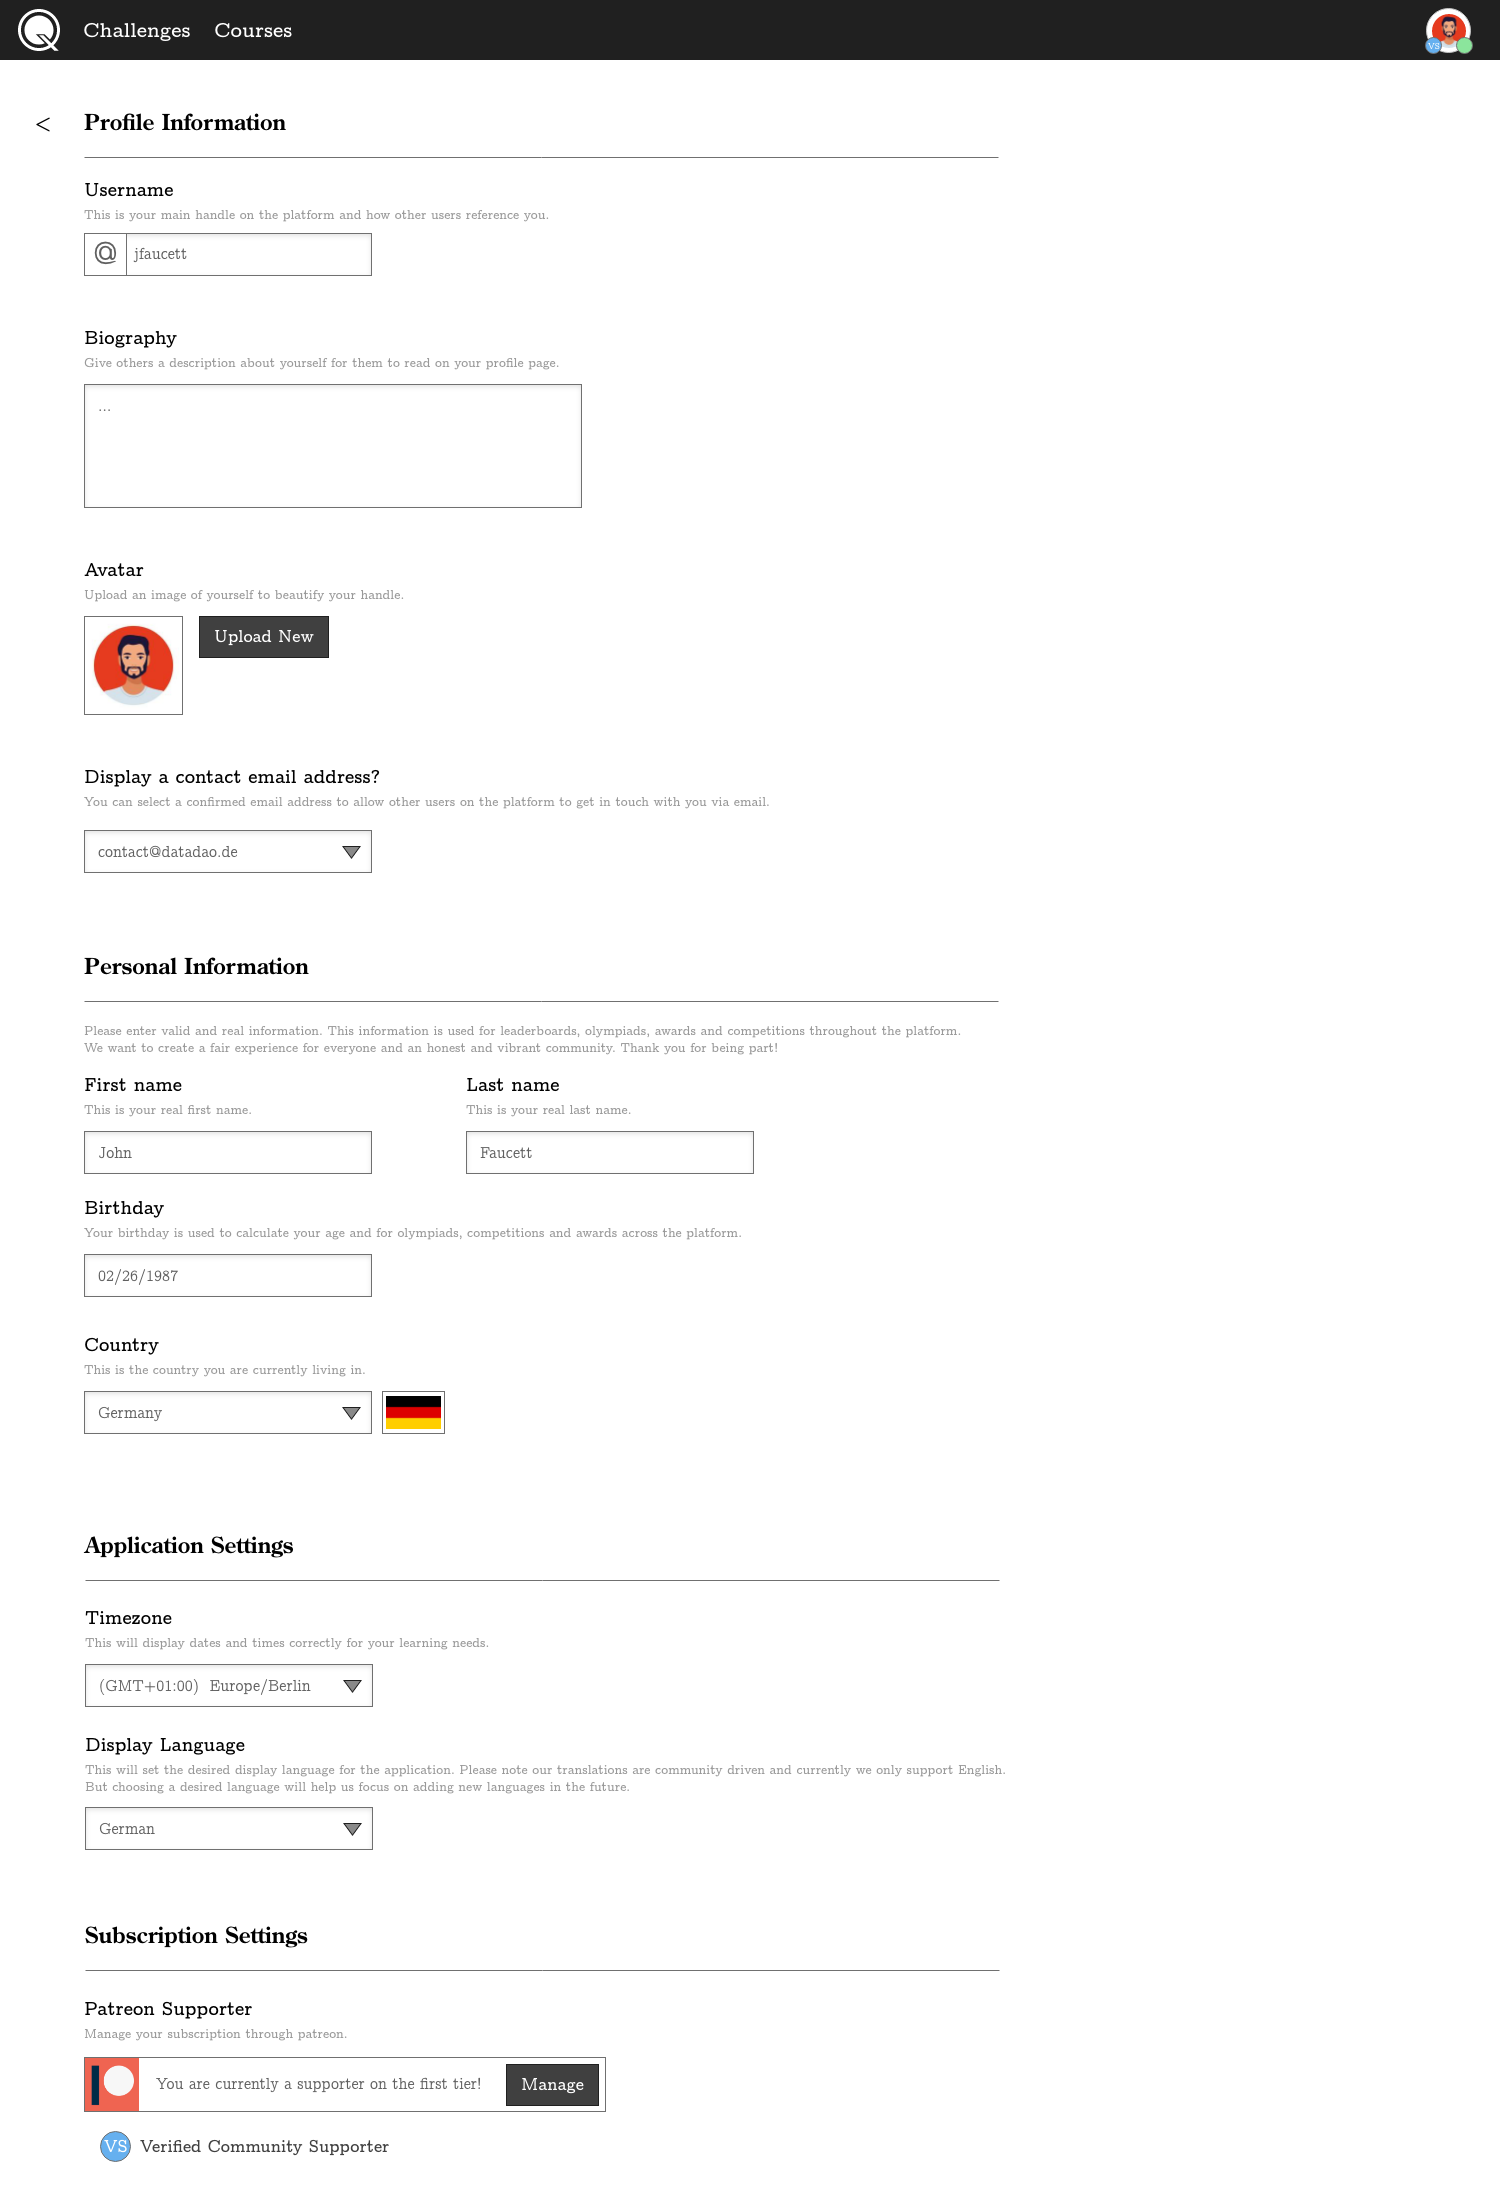 Challenges Courses
VS
< Profile Information
Username
This is your main handle on the platform and how other users reference you.
@ jfaucett
Biography
Give others a description about yourself for them to read on your profile page.
...
Avatar
Upload an image of yourself to beautify your handle.
Upload New
Display a contact email address?
You can select a confirmed email address to allow other users on the platform to get in touch with you via email.
contact@datadao.de
Personal Information
Please enter valid and real information. This information is used for leaderboards, olympiads, awards and competitions throughout the platform.
We want to create a fair experience for everyone and an honest and vibrant community. Thank you for being part!
First name
This is your real first name.
John
Last name
This is your real last name.
Faucett
Birthday
Your birthday is used to calculate your age and for olympiads, competitions and awards across the platform.
02/26/1987
Country
This is the country you are currently living in.
Germany
Application Settings
Timezone
This will display dates and times correctly for your learning needs.
(GMT+01:00) Europe/Berlin
Display Language
This will set the desired display language for the application. Please note our translations are community driven and currently we only support English.
But choosing a desired language will help us focus on adding new languages in the future.
German
Subscription Settings
Patreon Supporter
Manage your subscription through patreon.
You are currently a supporter on the first tier!
Manage
VS Verified Community Supporter